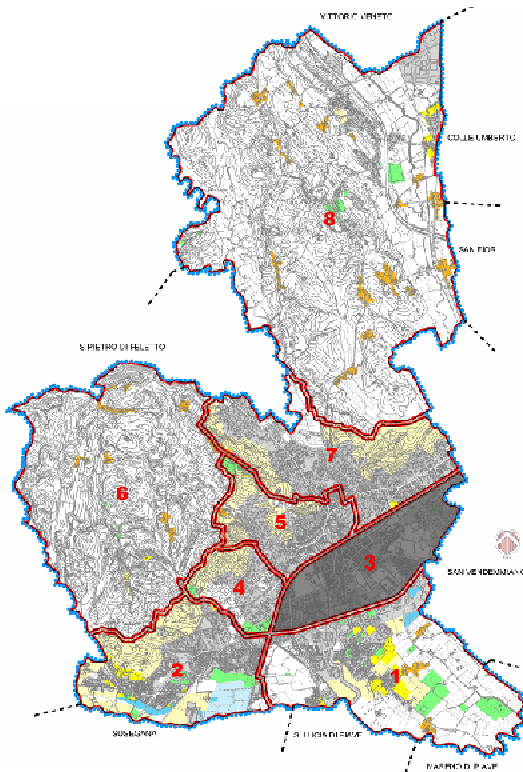 VITTORIO VENETO
COLLE UMBERTO
8
SAN FIOR
S.PIETRO DI FELETTO
7
6
5
3
SAN VENDEMIANO
4
2
1
SUSEGANA
S. LUCIA DI PIAVE
MARENO DI PIAVE